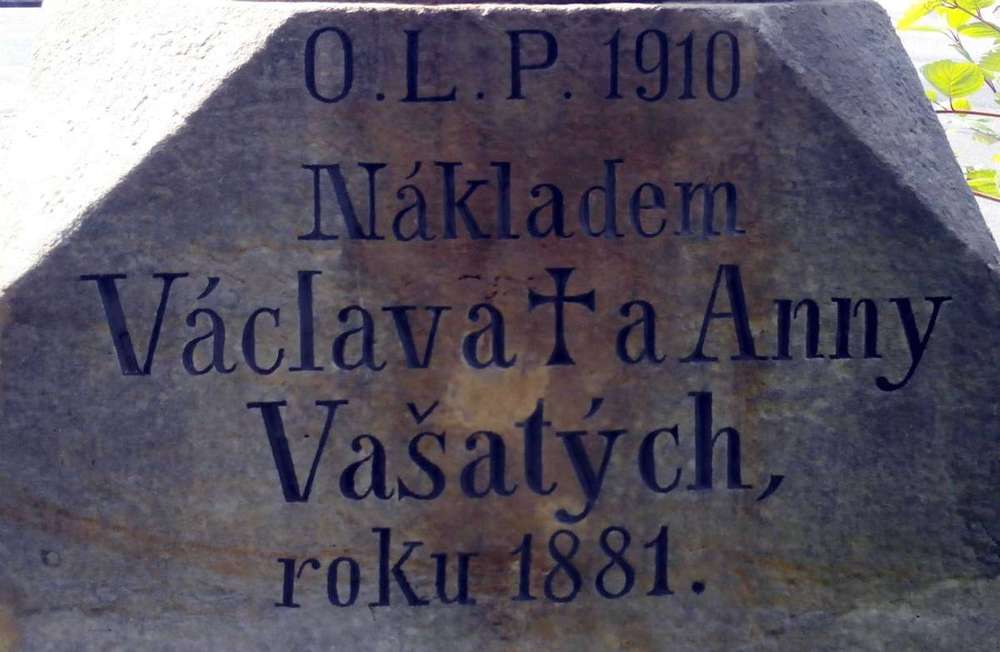 O. L. P. 1910
Nákladem
Václava † a Anny
Vašatých,
roku 1881.